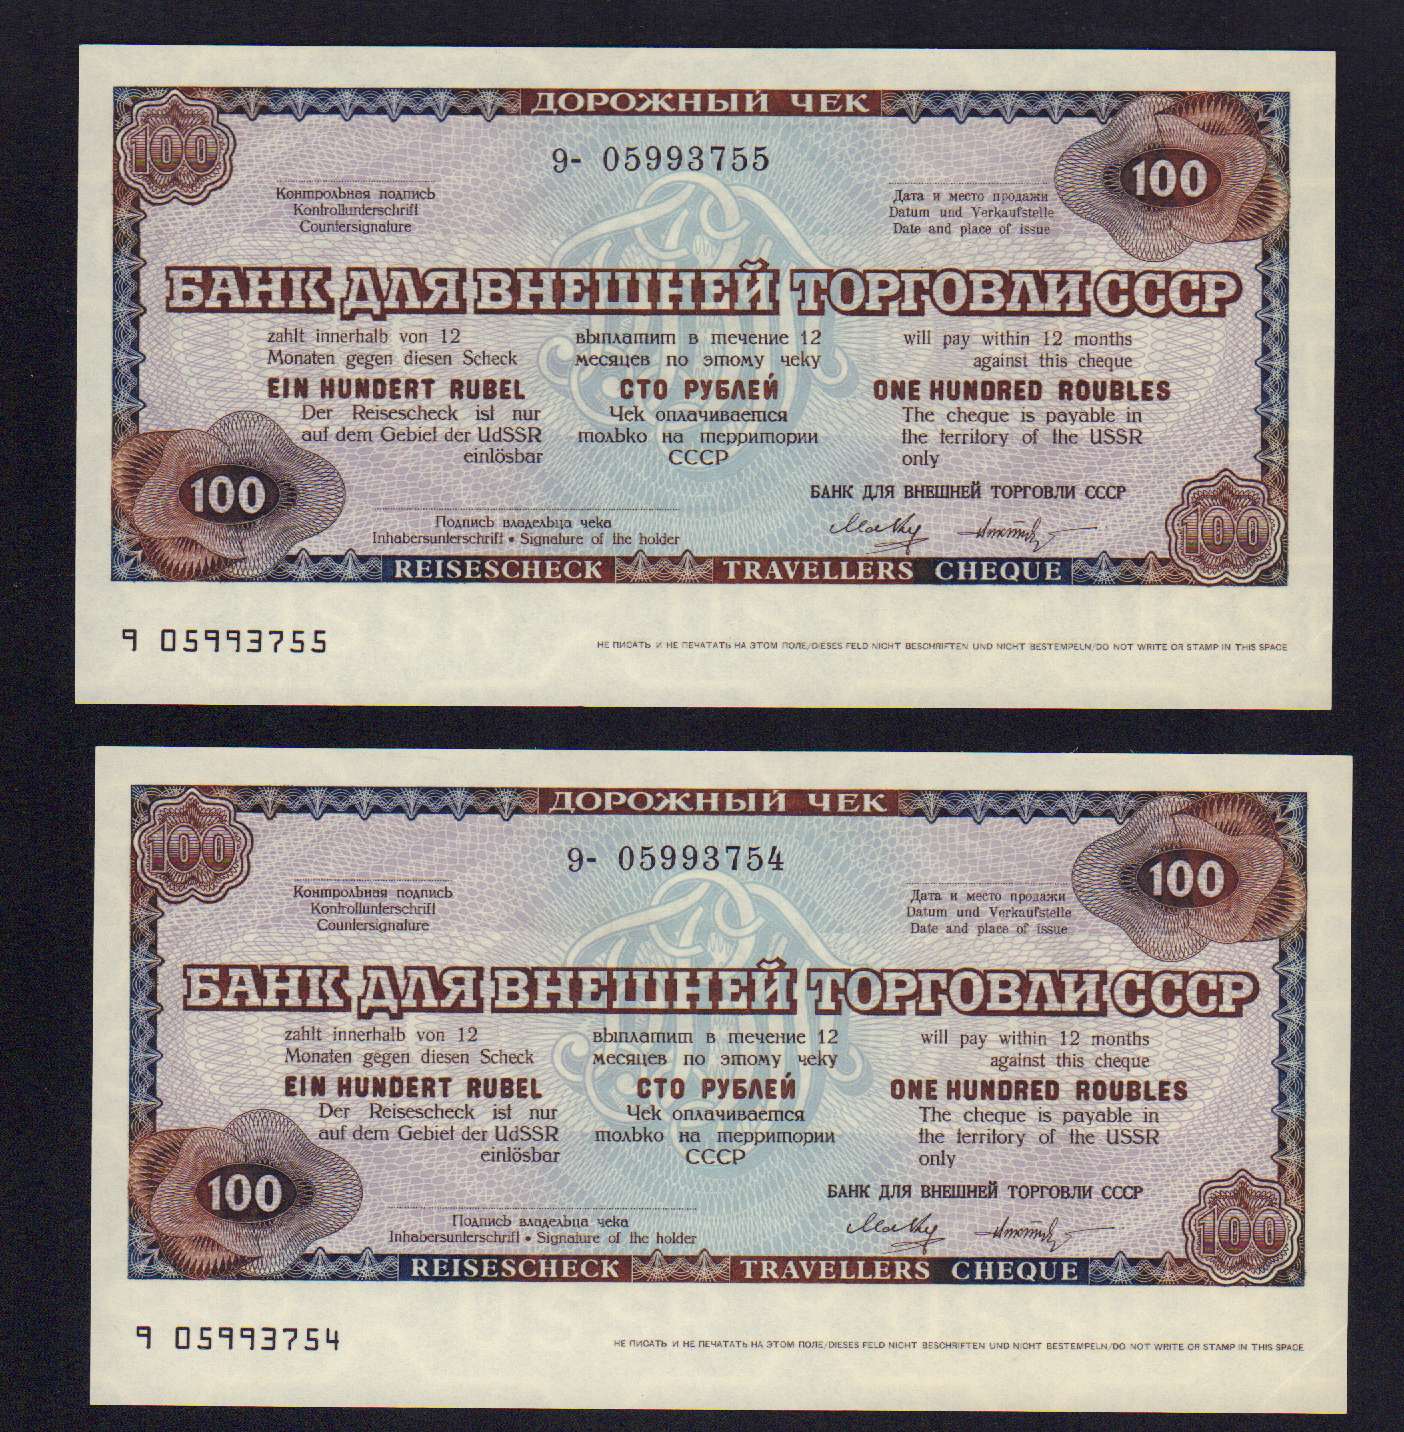 ДОРОЖНЫЙ ЧЕК
100
9- 05993755
100
Контрольная подпись
Kontrollunterschrift
Countersignature
Дата и место продажи
Datum und Verkaufstelle
Date and place of issue
БАНК ДЛЯ ВНЕШНЕЙ ТОРГОВЛИ СССР
zahlt innerhalb von 12
Monaten gegen diesen Scheck
EIN HUNDERT RUBEL
Der Reisescheck ist nur
auf dem Gebiet der UdSSR
einlösbar
выплатит в течение 12
месяцев по этому чеку
СТО РУБЛЕЙ
Чек оплачивается
только на территории
СССР
will pay within 12 months
against this cheque
ONE HUNDRED ROUBLES
The cheque is payable in
the territory of the USSR
only
100
БАНК ДЛЯ ВНЕШНЕЙ ТОРГОВЛИ СССР
Подпись владельца чека
Inhabersunterschrift • Signature of the holder
100
REISESCHECK TRAVELLERS CHEQUE
9 05993755
НЕ ПИСАТЬ И НЕ ПЕЧАТАТЬ НА ЭТОМ ПОЛЕ/DIESES FELD NICHT BESCHRIFTEN UND NICHT BESTEMPELN/DO NOT WRITE OR STAMP IN THIS SPACE
ДОРОЖНЫЙ ЧЕК
100
9- 05993754
100
Контрольная подпись
Kontrollunterschrift
Countersignature
Дата и место продажи
Datum und Verkaufstelle
Date and place of issue
БАНК ДЛЯ ВНЕШНЕЙ ТОРГОВЛИ СССР
zahlt innerhalb von 12
Monaten gegen diesen Scheck
EIN HUNDERT RUBEL
Der Reisescheck ist nur
auf dem Gebiet der UdSSR
einlösbar
выплатит в течение 12
месяцев по этому чеку
СТО РУБЛЕЙ
Чек оплачивается
только на территории
СССР
will pay within 12 months
against this cheque
ONE HUNDRED ROUBLES
The cheque is payable in
the territory of the USSR
only
100
БАНК ДЛЯ ВНЕШНЕЙ ТОРГОВЛИ СССР
Подпись владельца чека
Inhabersunterschrift • Signature of the holder
100
REISESCHECK TRAVELLERS CHEQUE
9 05993754
НЕ ПИСАТЬ И НЕ ПЕЧАТАТЬ НА ЭТОМ ПОЛЕ/DIESES FELD NICHT BESCHRIFTEN UND NICHT BESTEMPELN/DO NOT WRITE OR STAMP IN THIS SPACE